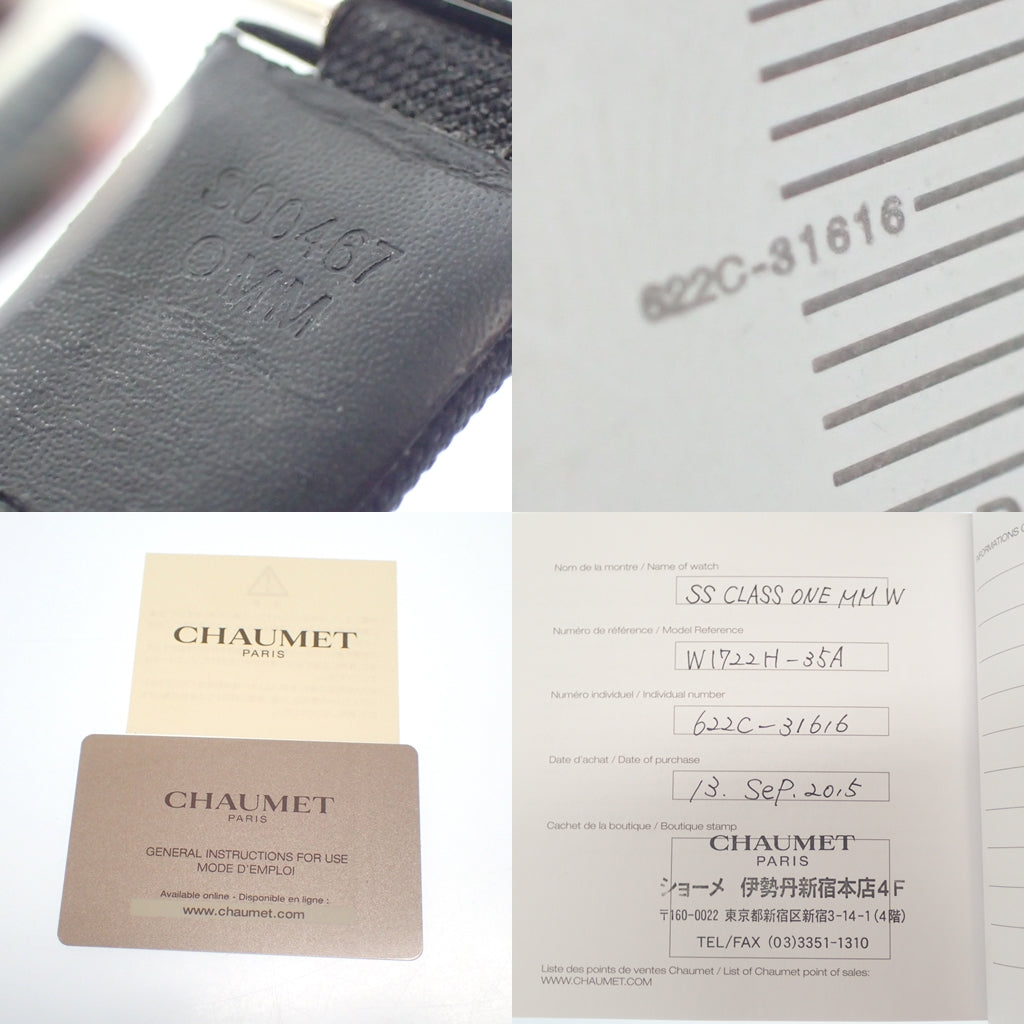 S00467
OMM
622C-31616
CHAUMET
PARIS
CHAUMET
PARIS
GENERAL INSTRUCTIONS FOR USE
MODE D'EMPLOI
Available online - Disponible en ligne :
www.chaumet.com
Nom de la montre / Name of watch
SS CLASS ONE MM W
Numéro de référence / Model Reference
W1722H-35A
Numéro individuel / Individual number
622C-31616
Date d'achat / Date of purchase
13. SeP. 2015
Cachet de la boutique / Boutique stamp
CHAUMET
PARIS
ショーメ 伊勢丹新宿本店4F
〒160-0022 東京都新宿区新宿3-14-1(4階)
TEL/FAX (03)3351-1310
Liste des points de ventes Chaumet / List of Chaumet point of sales:
WWW.CHAUMET.COM